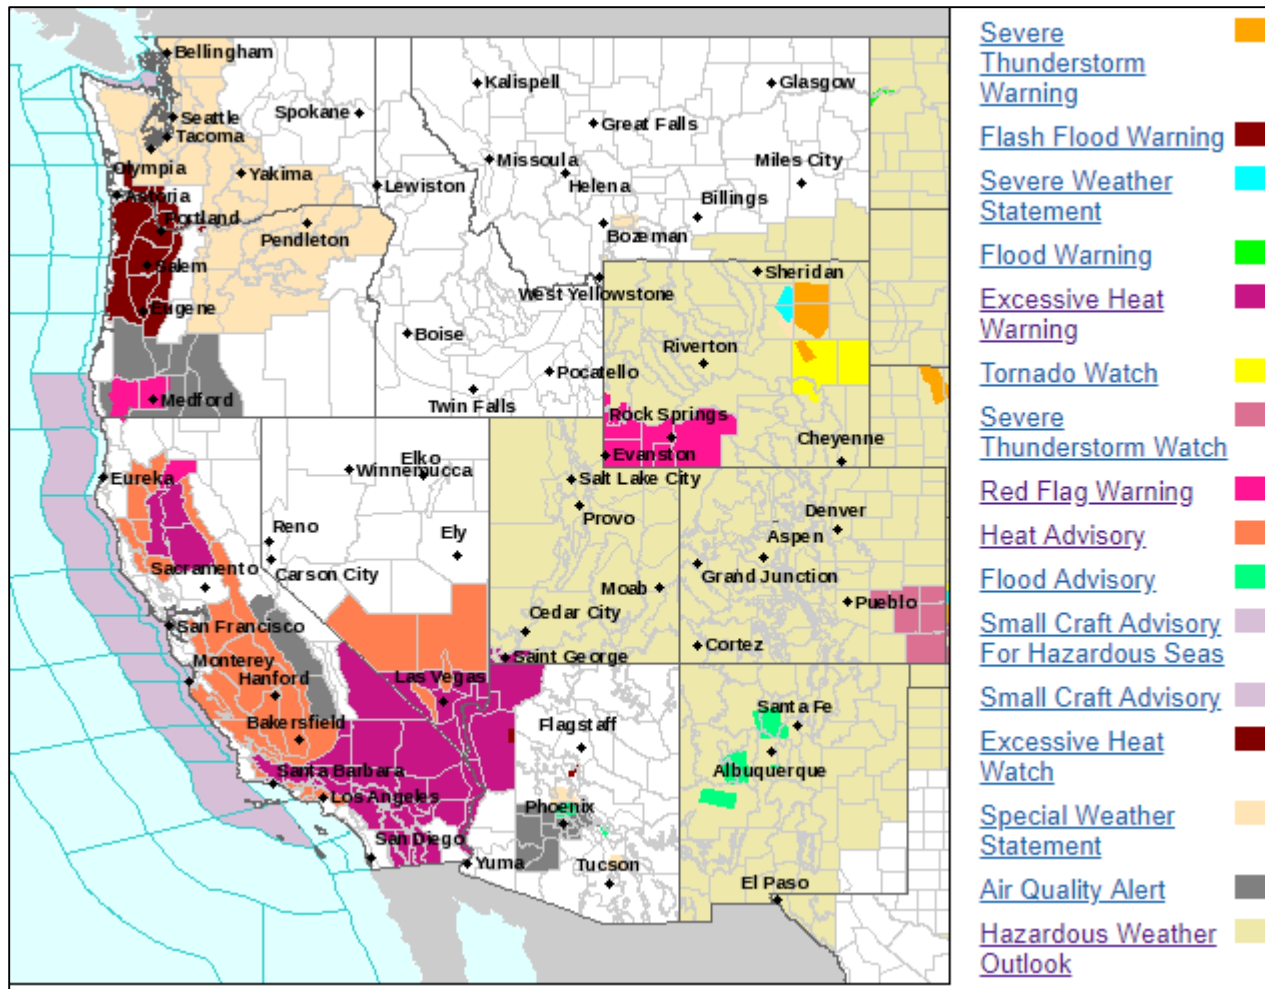 Bellingham
Kalispell
Glasgow
Spokane
Seattle
Great Falls
Tacoma
Missoula
Miles City
Olympia
Yakima
Helena
Lewiston
Astoria
Billings
Portland
Pendleton
Bozeman
Salem
Sheridan
West Yellowstone
Eugene
Boise
Riverton
Pocatello
Medford
Twin Falls
Rock Springs
Cheyenne
Evanston
Elko
Winnemucca
Eureka
Salt Lake City
Provo
Denver
Reno
Ely
Aspen
Sacramento
Carson City
Grand Junction
Moab
Pueblo
Cedar City
San Francisco
Cortez
Saint George
Monterey
Hanford
Las Vegas
Santa Fe
Bakersfield
Flagstaff
Santa Barbara
Albuquerque
Los Angeles
Phoenix
San Diego
Yuma
Tucson
El Paso
Severe
Thunderstorm
Warning
Flash Flood Warning
Severe Weather
Statement
Flood Warning
Excessive Heat
Warning
Tornado Watch
Severe
Thunderstorm Watch
Red Flag Warning
Heat Advisory
Flood Advisory
Small Craft Advisory
For Hazardous Seas
Small Craft Advisory
Excessive Heat
Watch
Special Weather
Statement
Air Quality Alert
Hazardous Weather
Outlook